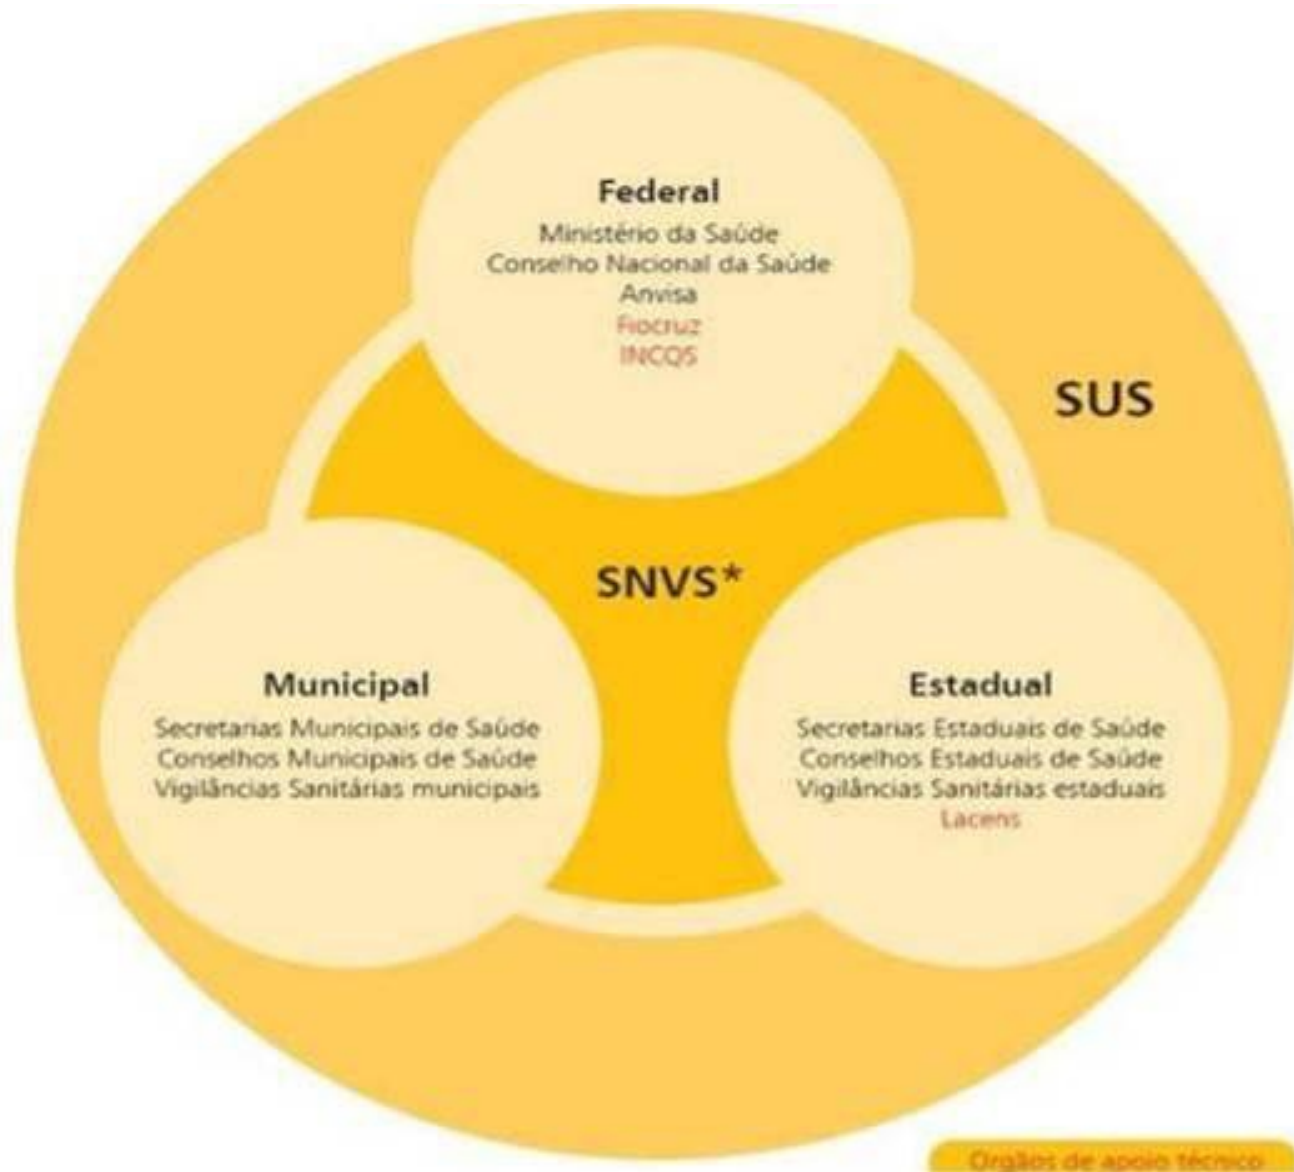 Federal
Ministério da Saúde
Conselho Nacional da Saúde
Anvisa
Fiocruz
INCQS
SUS
SNVS*
Municipal
Secretarias Municipais de Saúde
Conselhos Municipais de Saúde
Vigilâncias Sanitárias municipais
Estadual
Secretarias Estaduais de Saúde
Conselhos Estaduais de Saúde
Vigilâncias Sanitárias estaduais
Lacens
Orgãos de apoio técnico